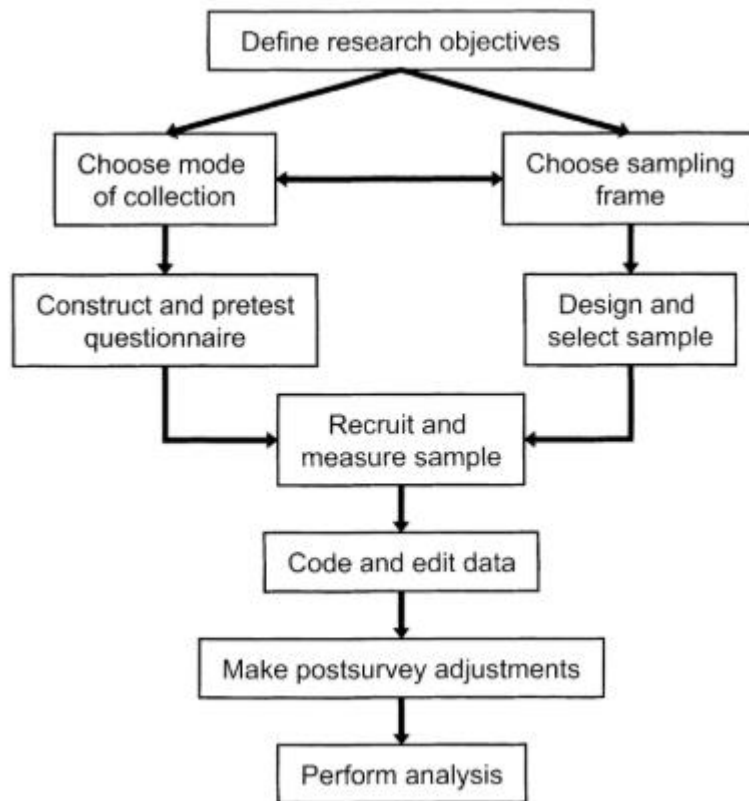 Define research objectives
Choose mode
of collection
Choose sampling
frame
Construct and pretest
questionnaire
Design and
select sample
Recruit and
measure sample
Code and edit data
Make postsurvey adjustments
Perform analysis